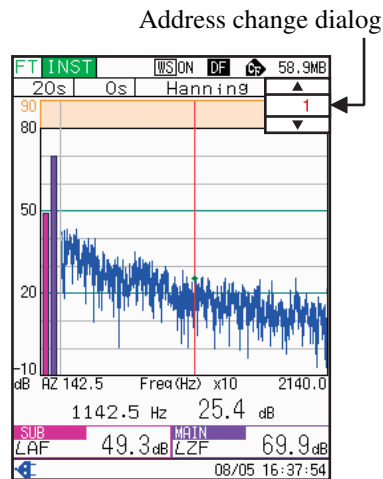 Address change dialog
FT INST WS ON DF CF 58.9MB
20s 0s Hanning ▲
90 1
80 ▼
50
20
-10
dB AZ 142.5 Freq(Hz) x10 2140.0
1142.5 Hz 25.4 dB
SUB MAIN
LAF 49.3dB LZF 69.9dB
08/05 16:37:54